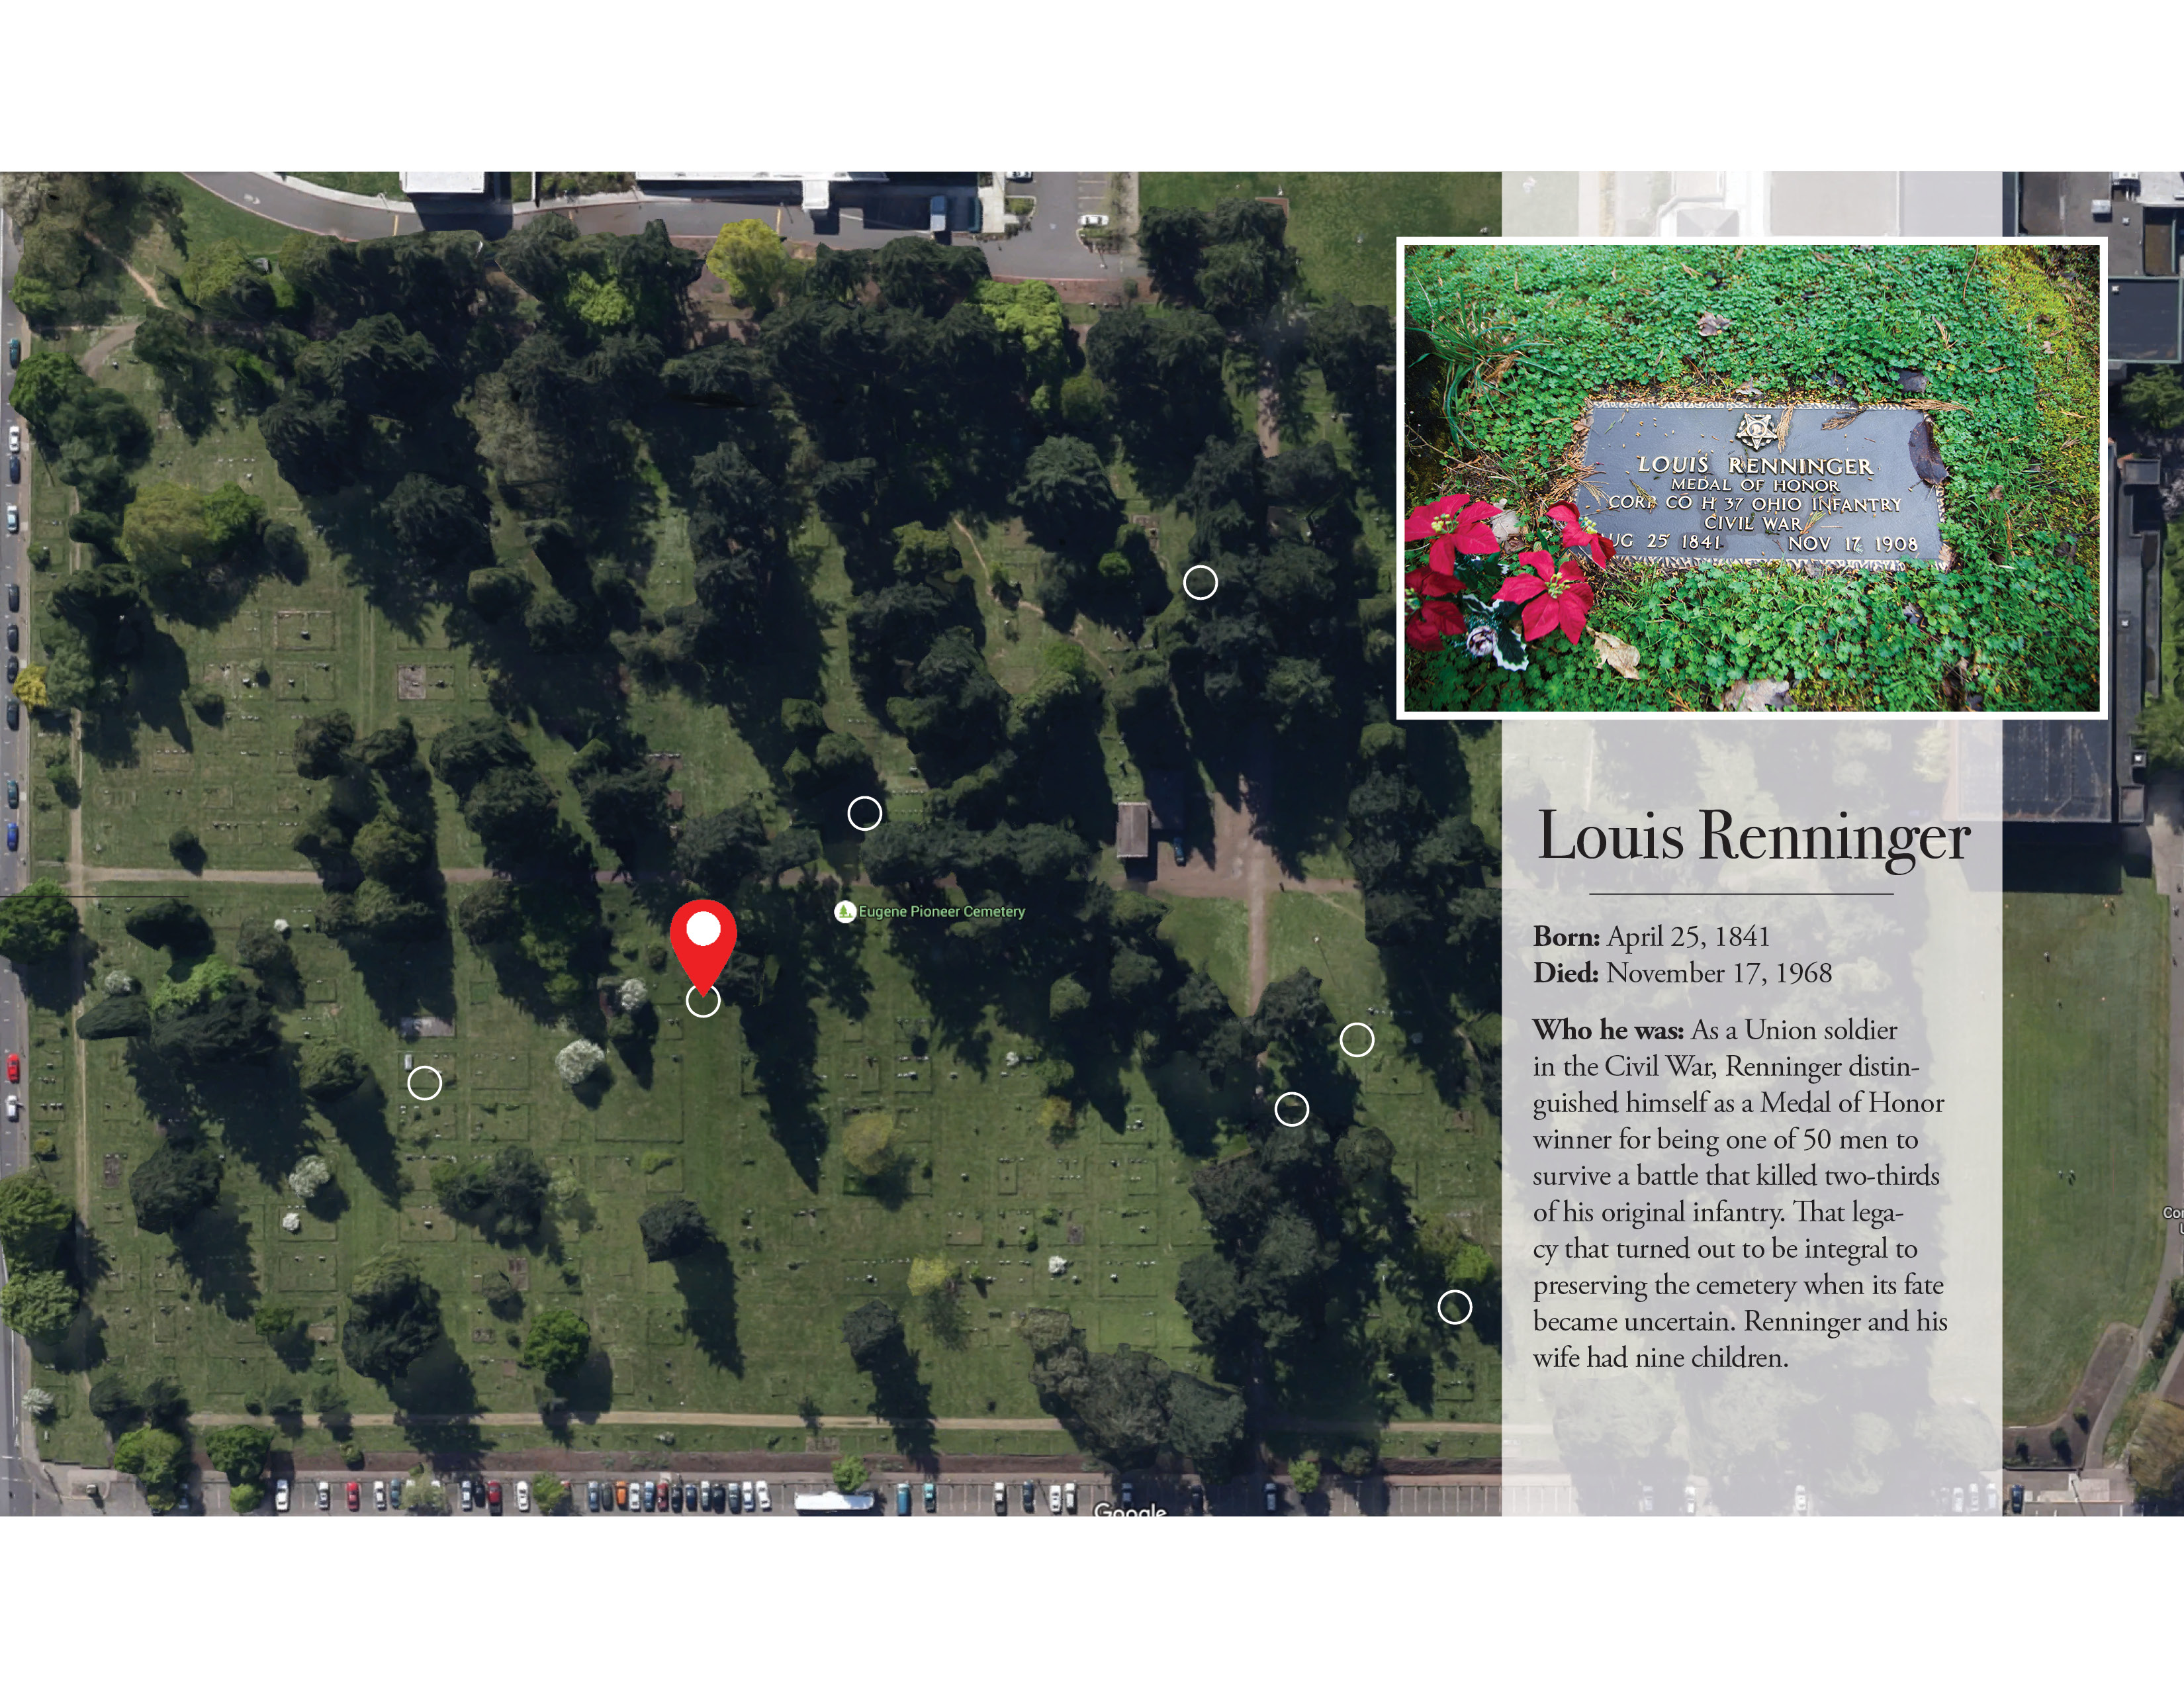 LOUIS RENNINGER
MEDAL OF HONOR
CORP CO H 37 OHIO INFANTRY
CIVIL WAR
UG 25 1841 NOV 17 1908
Eugene Pioneer Cemetery
Google
Louis Renninger
Born: April 25, 1841
Died: November 17, 1968
Who he was: As a Union soldier
in the Civil War, Renninger distin-
guished himself as a Medal of Honor
winner for being one of 50 men to
survive a battle that killed two-thirds
of his original infantry. That lega-
cy that turned out to be integral to
preserving the cemetery when its fate
became uncertain. Renninger and his
wife had nine children.